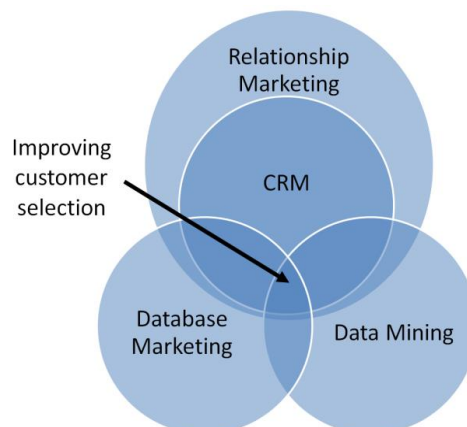 Relationship
Marketing
Improving
customer
selection
CRM
Database
Marketing
Data Mining